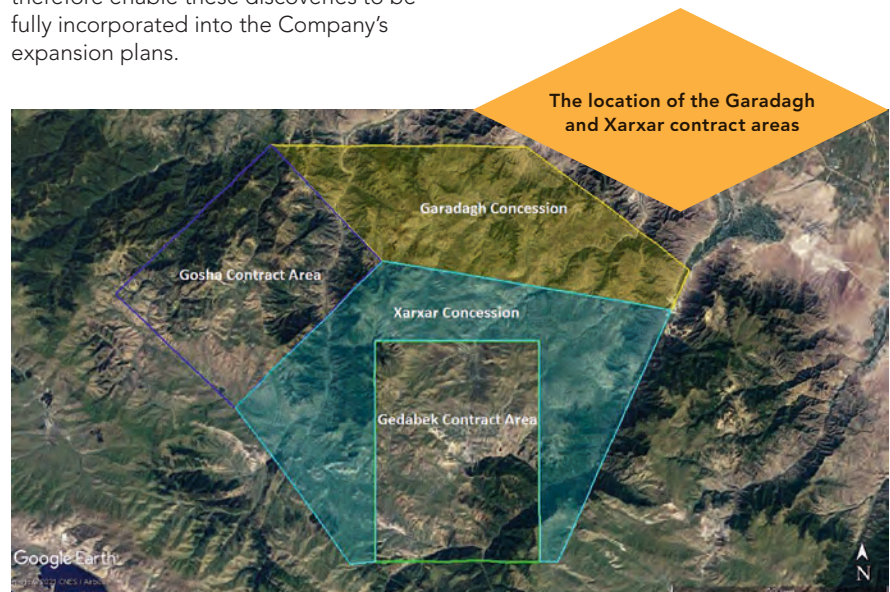 therefore enable these discoveries to be
fully incorporated into the Company's
expansion plans.
The location of the Garadagh
and Xarxar contract areas
Garadagh Concession
Gosha Contract Area
Xarxar Concession
Gedabek Contract Area
Google Earth
N